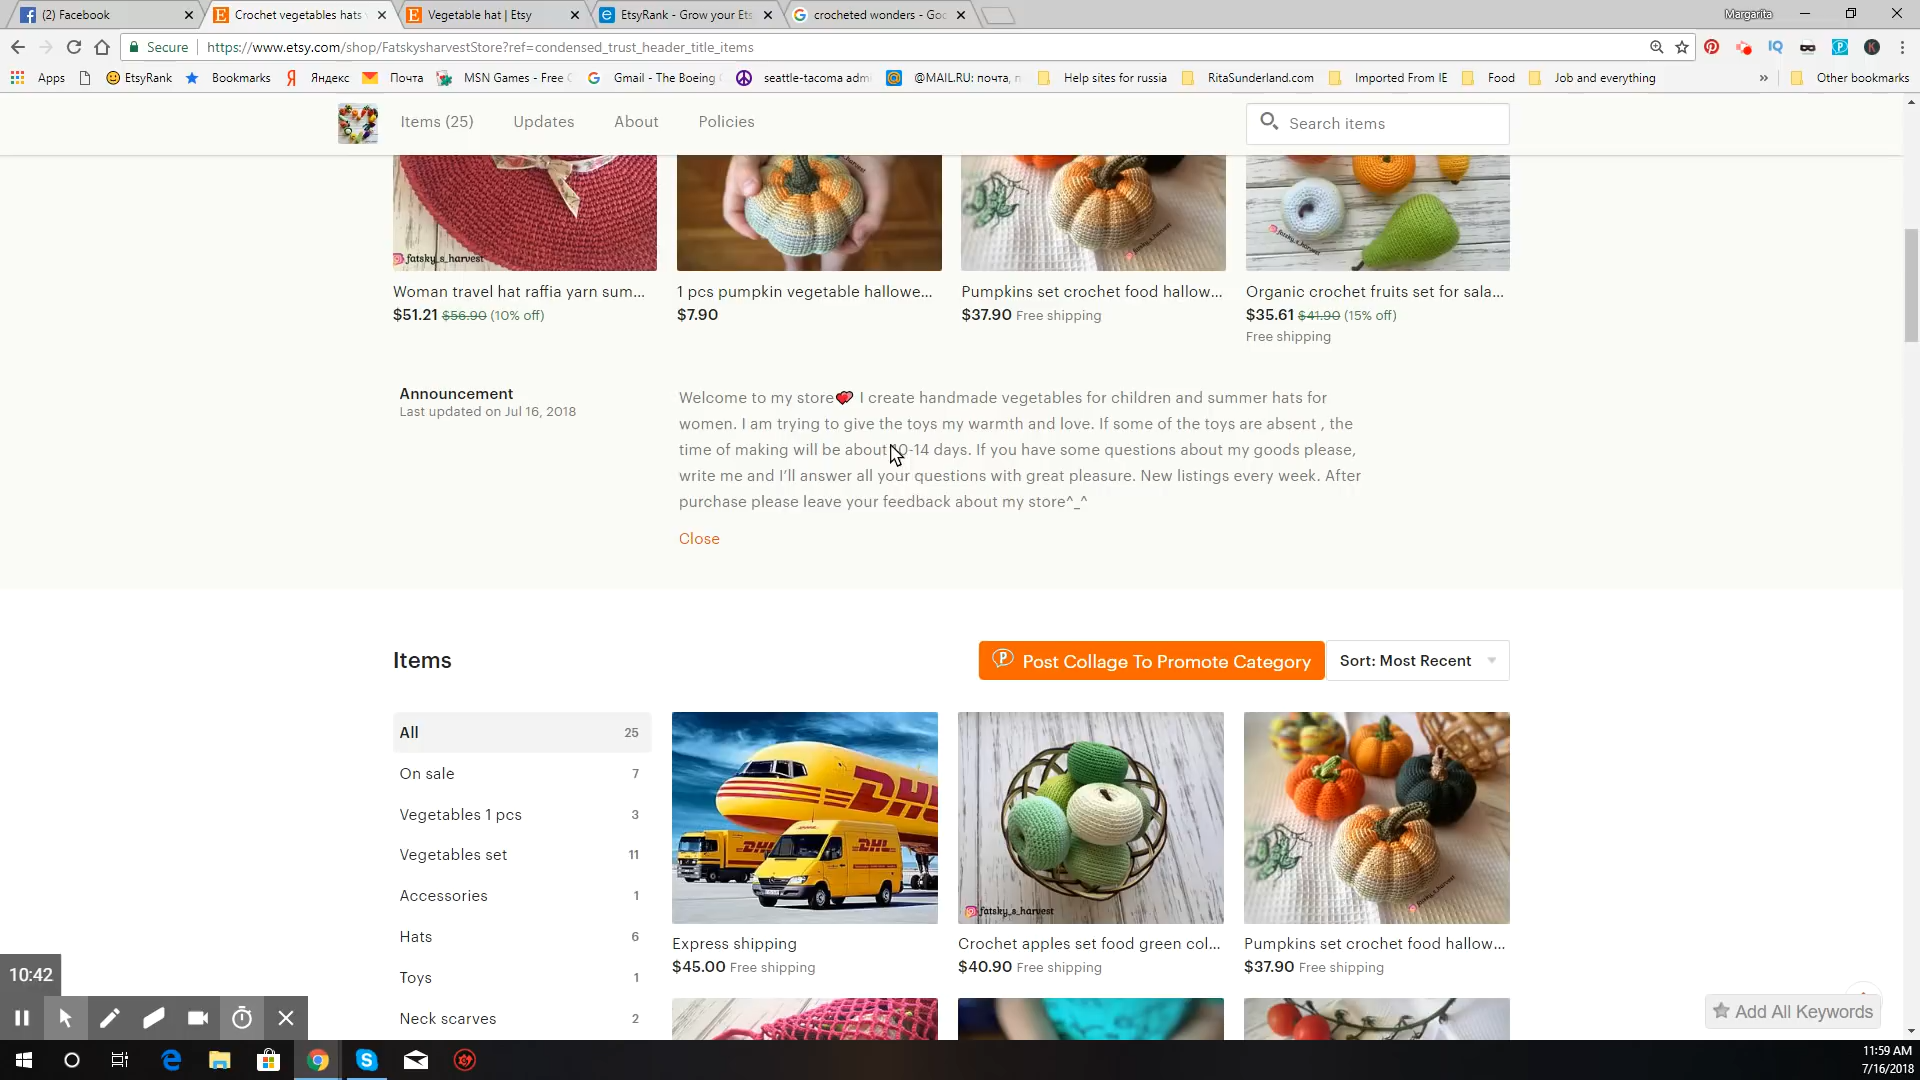 (2) Facebook
Crochet vegetables hats
Vegetable hat | Etsy
EtsyRank - Grow your Ets
crocheted wonders - Goo
Margarita
Secure
https://www.etsy.com/shop/FatskysharvestStore?ref=condensed_trust_header_title_items
Apps
EtsyRank
Bookmarks
Яндекс
Почта
MSN Games - Free
Gmail - The Boeing
seattle-tacoma adm
@MAIL.RU: почта,
Help sites for russia
RitaSunderland.com
Imported From IE
Food
Job and everything
»
Other bookmarks
Items (25)
Updates
About
Policies
Search items
fatsky_s_harvest
Woman travel hat raffia yarn sum...
$51.21 $56.90 (10% off)
1 pcs pumpkin vegetable hallowe...
$7.90
Pumpkins set crochet food hallow...
$37.90 Free shipping
Organic crochet fruits set for sala...
$35.61 $41.90 (15% off)
Free shipping
Announcement
Last updated on Jul 16, 2018
Welcome to my store💕 I create handmade vegetables for children and summer hats for
women. I am trying to give the toys my warmth and love. If some of the toys are absent , the
time of making will be about 10-14 days. If you have some questions about my goods please,
write me and I'll answer all your questions with great pleasure. New listings every week. After
purchase please leave your feedback about my store^_^
Close
Items
Post Collage To Promote Category
Sort: Most Recent
All 25
On sale 7
Vegetables 1 pcs 3
Vegetables set 11
Accessories 1
Hats 6
Toys 1
Neck scarves 2
DHL
DHL
DHL
fatsky_s_harvest
Express shipping
$45.00 Free shipping
Crochet apples set food green col...
$40.90 Free shipping
Pumpkins set crochet food hallow...
$37.90 Free shipping
10:42
Add All Keywords
11:59 AM
7/16/2018